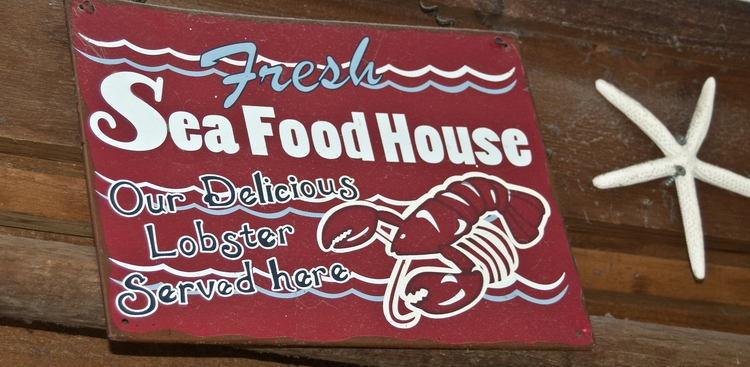 Fresh
Sea Food House
Our Delicious
Lobster
Served here